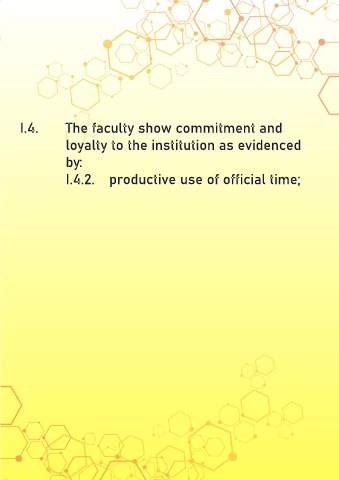 I.4. The faculty show commitment and
loyalty to the institution as evidenced
by:
I.4.2. productive use of official time;